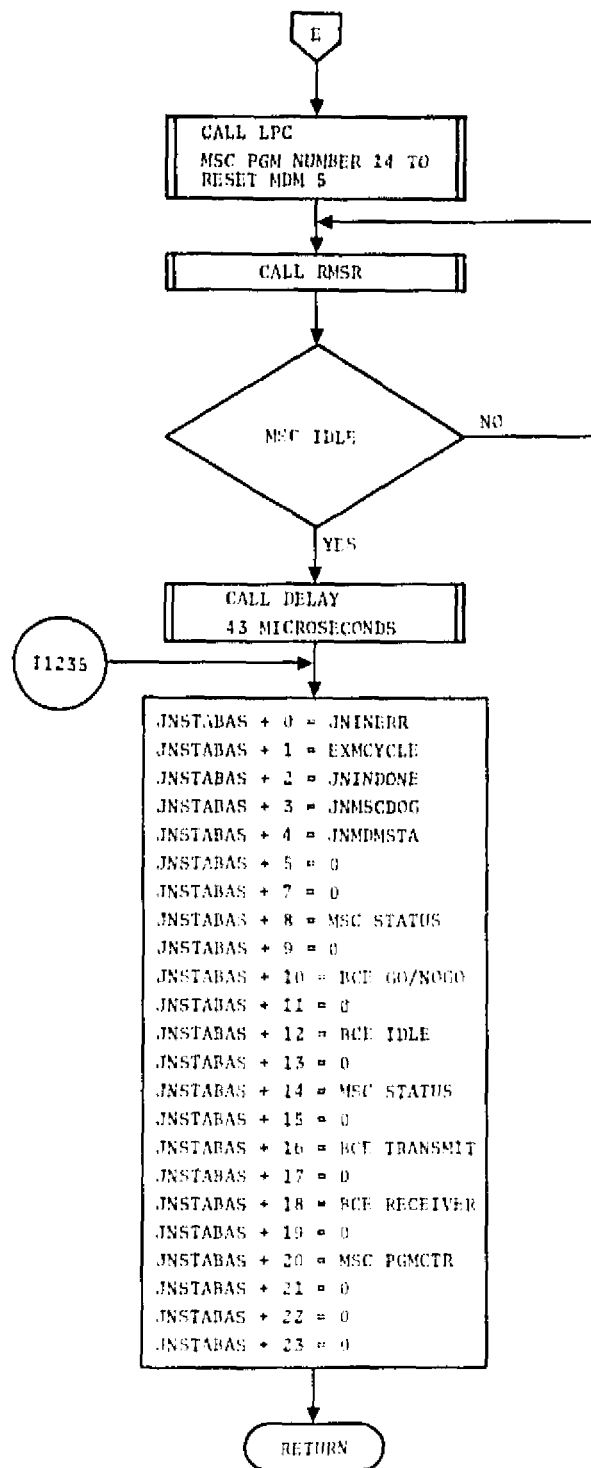 E
CALL LPC
MSC PGM NUMBER 14 TO
RESET MDM 5
CALL RMSR
MSC IDLE
NO
YES
CALL DELAY
43 MICROSECONDS
I1235
JNSTABAS + 0 = JNINERR
JNSTABAS + 1 = EXMCYCLE
JNSTABAS + 2 = JNINDONE
JNSTABAS + 3 = JNMSCDOG
JNSTABAS + 4 = JNMDMSTA
JNSTABAS + 5 = 0
JNSTABAS + 7 = 0
JNSTABAS + 8 = MSC STATUS
JNSTABAS + 9 = 0
JNSTABAS + 10 = BCE GO/NOGO
JNSTABAS + 11 = 0
JNSTABAS + 12 = BCE IDLE
JNSTABAS + 13 = 0
JNSTABAS + 14 = MSC STATUS
JNSTABAS + 15 = 0
JNSTABAS + 16 = BCE TRANSMIT
JNSTABAS + 17 = 0
JNSTABAS + 18 = BCE RECEIVER
JNSTABAS + 19 = 0
JNSTABAS + 20 = MSC PGMCTR
JNSTABAS + 21 = 0
JNSTABAS + 22 = 0
JNSTABAS + 23 = 0
RETURN